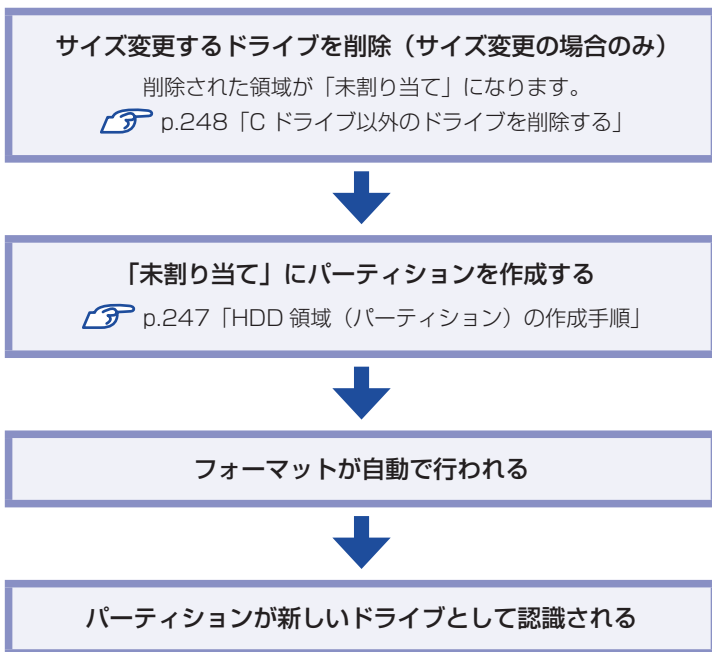 サイズ変更するドライブを削除（サイズ変更の場合のみ）
削除された領域が「未割り当て」になります。
p.248「C ドライブ以外のドライブを削除する」
「未割り当て」にパーティションを作成する
p.247「HDD 領域（パーティション）の作成手順」
フォーマットが自動で行われる
パーティションが新しいドライブとして認識される